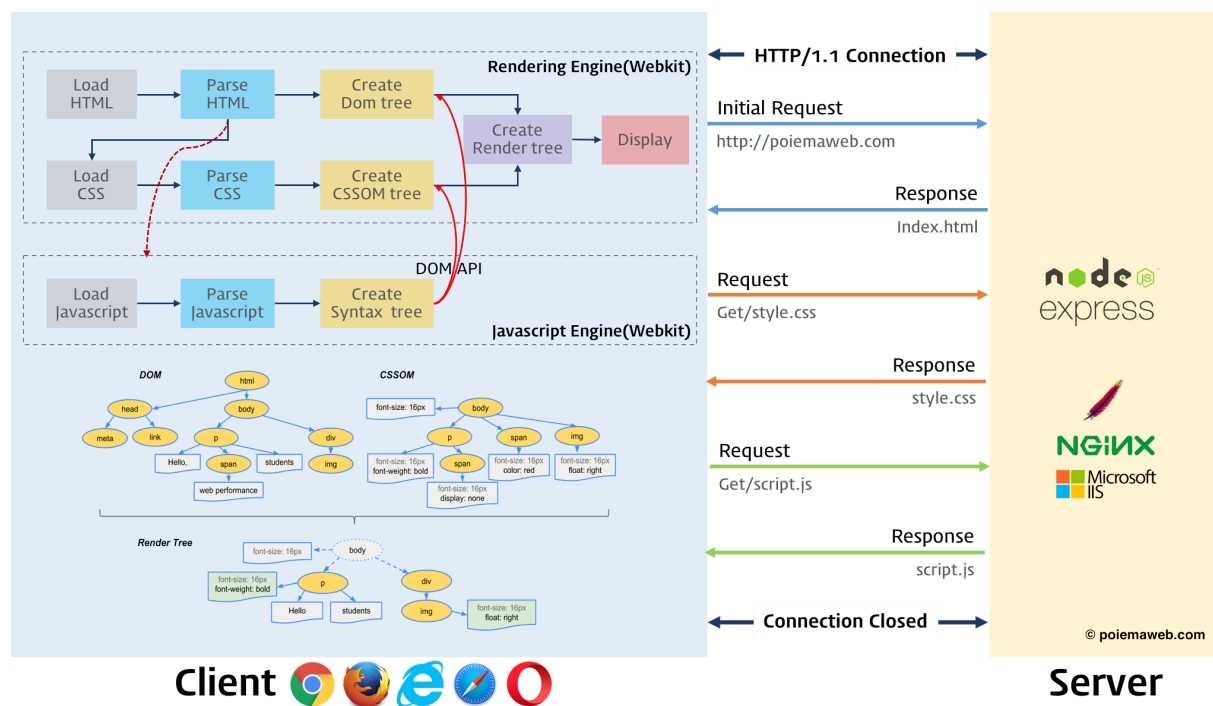 Rendering Engine(Webkit)
Load
HTML
Parse
HTML
Create
Dom tree
Create
Render tree
Display
Load
CSS
Parse
CSS
Create
CSSOM tree
DOM API
Load
Javascript
Parse
Javascript
Create
Syntax tree
Javascript Engine(Webkit)
DOM
html
head
body
meta
link
p
div
Hello,
span
students
img
web performance
CSSOM
font-size: 16px
body
p
span
img
font-size: 16px
font-weight: bold
span
font-size: 16px
color: red
font-size: 16px
float: right
font-size: 16px
display: none
Render Tree
font-size: 16px
body
font-size: 16px
font-weight: bold
p
div
Hello
students
img
font-size: 16px
float: right
HTTP/1.1 Connection
Initial Request
http://poiemaweb.com
Response
Index.html
Request
Get/style.css
Response
style.css
Request
Get/script.js
Response
script.js
Connection Closed
node
JS
express
NGINX
Microsoft
IIS
© poiemaweb.com
Client
Server